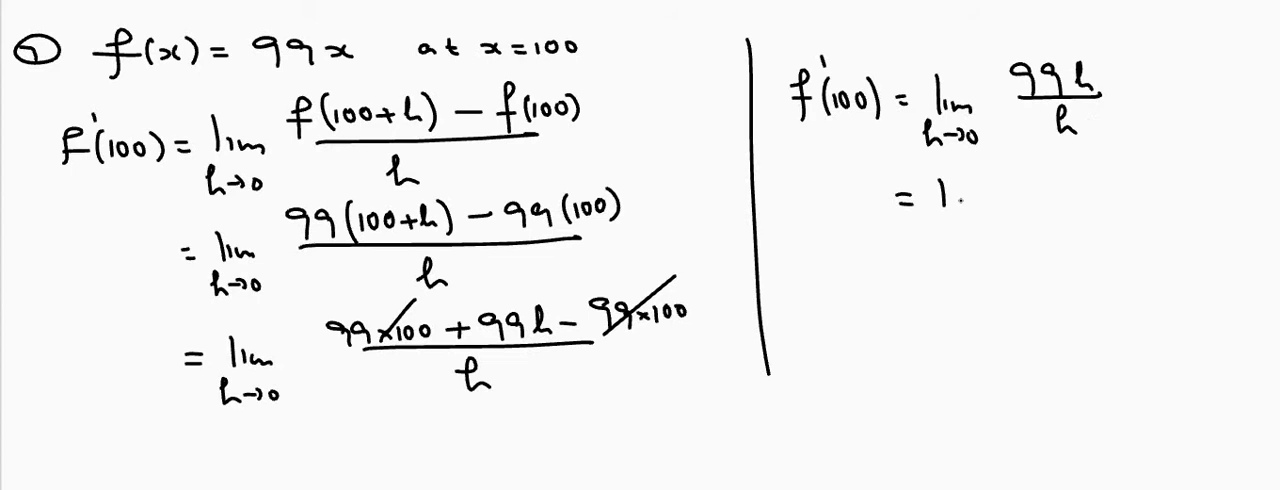 ① f(x) = 99x at x=100
f'(100) = lim h→0 f(100+h) − f(100) / h
= lim h→0 99(100+h) − 99(100) / h
= lim h→0 99×100 + 99h − 99×100 / h
f'(100) = lim h→0 99h / h
= 1.